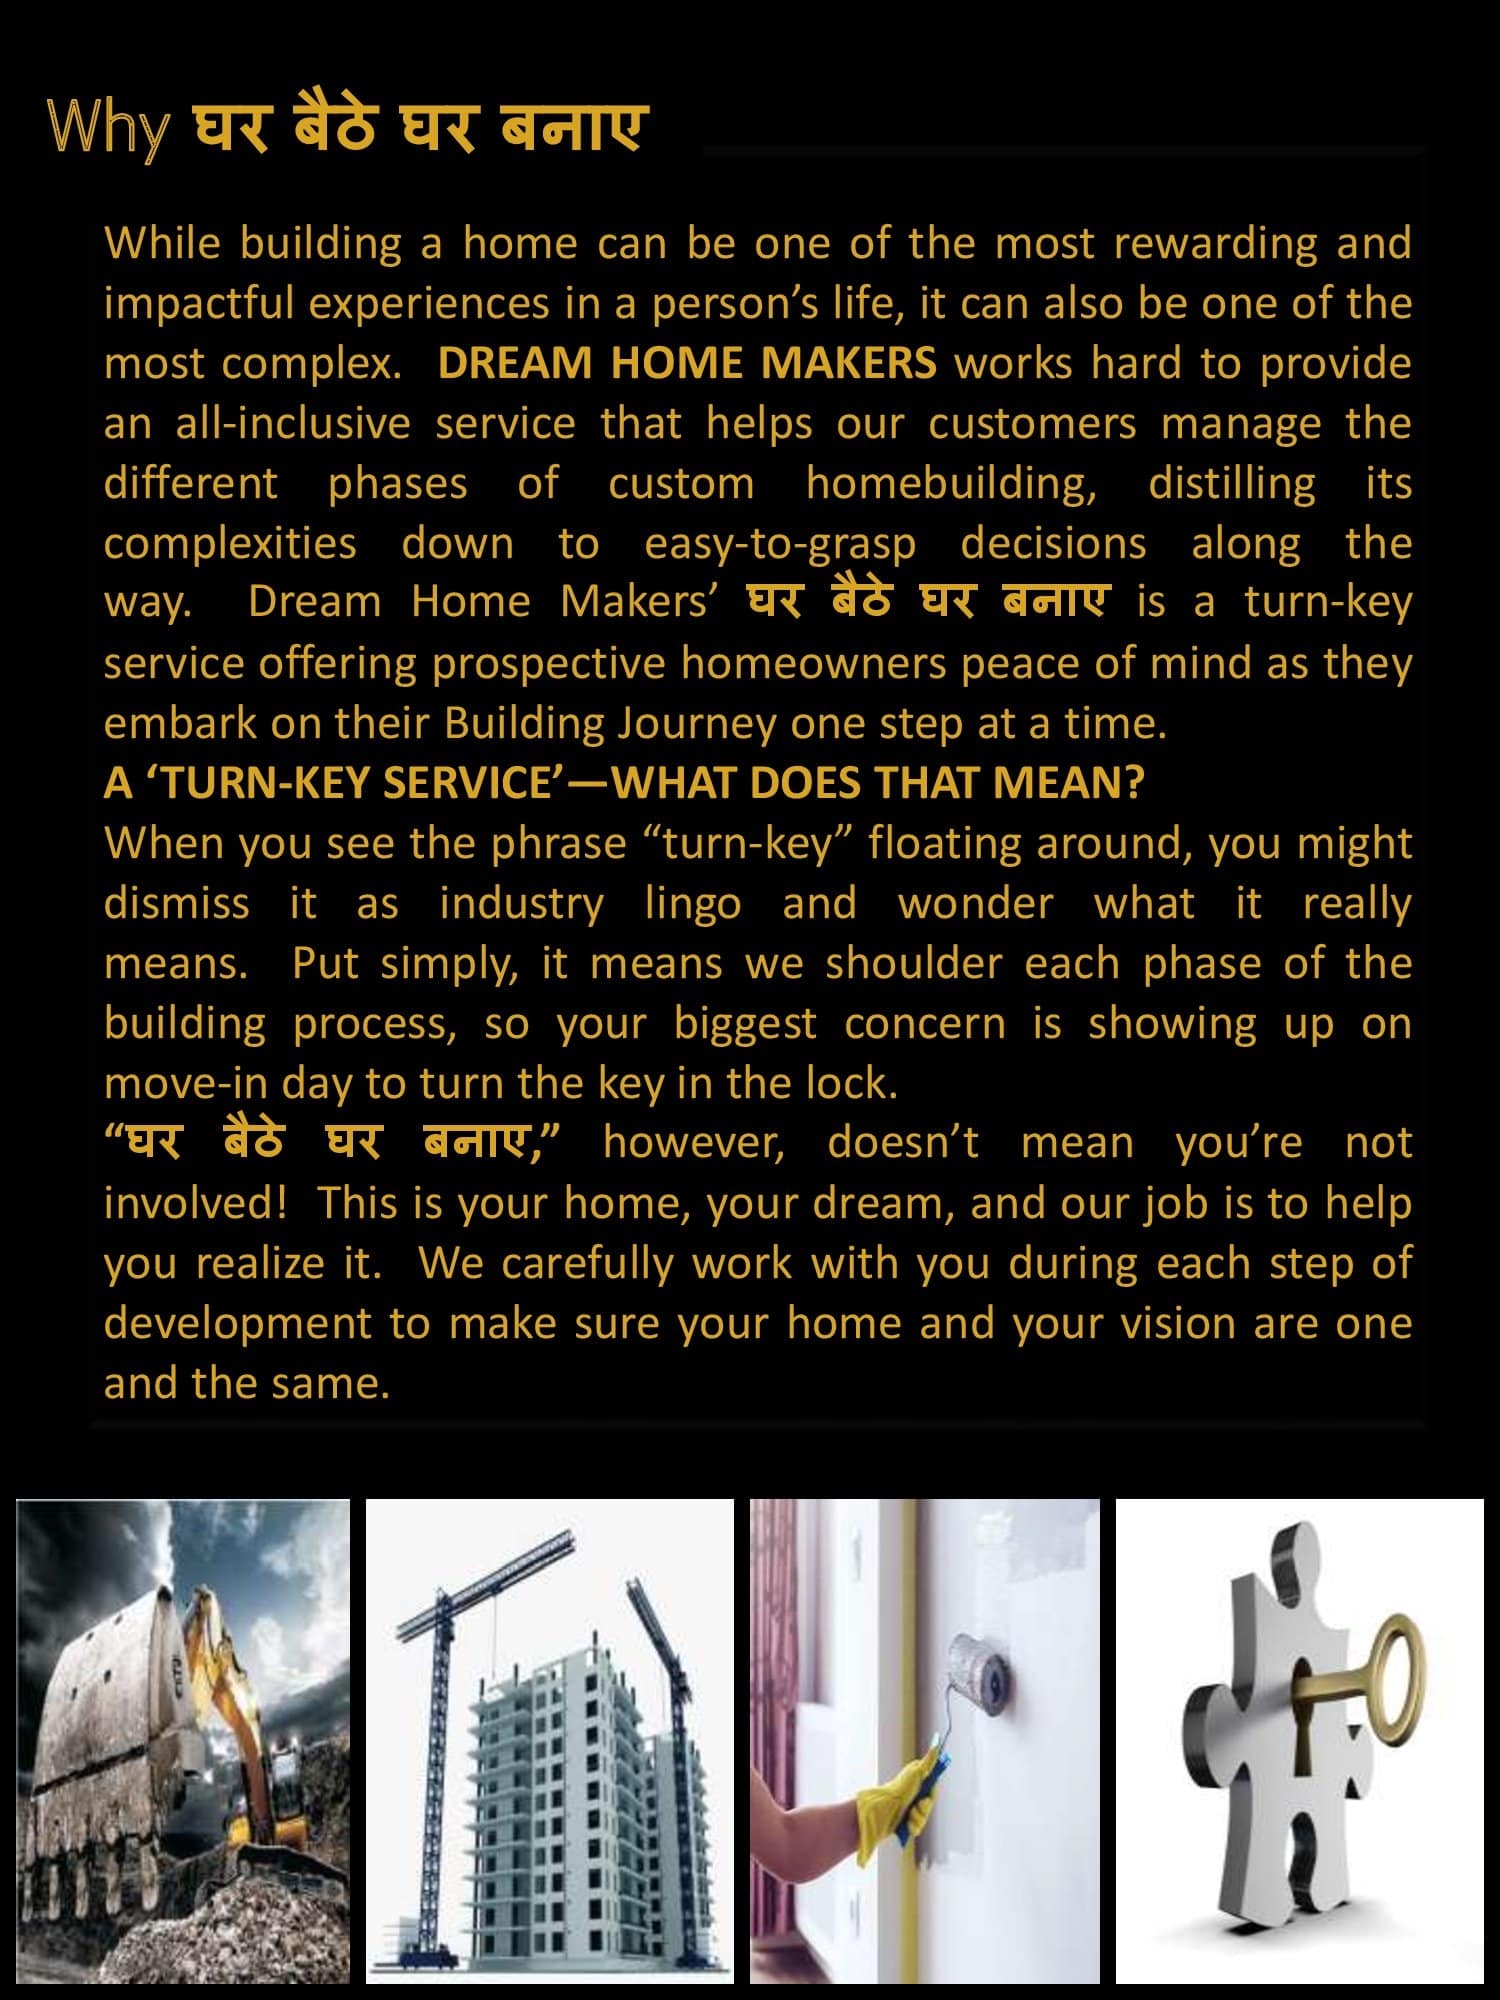 Why घर बैठे घर बनाए
While building a home can be one of the most rewarding and
impactful experiences in a person’s life, it can also be one of the
most complex. DREAM HOME MAKERS works hard to provide
an all-inclusive service that helps our customers manage the
different phases of custom homebuilding, distilling its
complexities down to easy-to-grasp decisions along the
way. Dream Home Makers’ घर बैठे घर बनाए is a turn-key
service offering prospective homeowners peace of mind as they
embark on their Building Journey one step at a time.
A ‘TURN-KEY SERVICE’—WHAT DOES THAT MEAN?
When you see the phrase “turn-key” floating around, you might
dismiss it as industry lingo and wonder what it really
means. Put simply, it means we shoulder each phase of the
building process, so your biggest concern is showing up on
move-in day to turn the key in the lock.
“घर बैठे घर बनाए,” however, doesn’t mean you’re not
involved! This is your home, your dream, and our job is to help
you realize it. We carefully work with you during each step of
development to make sure your home and your vision are one
and the same.